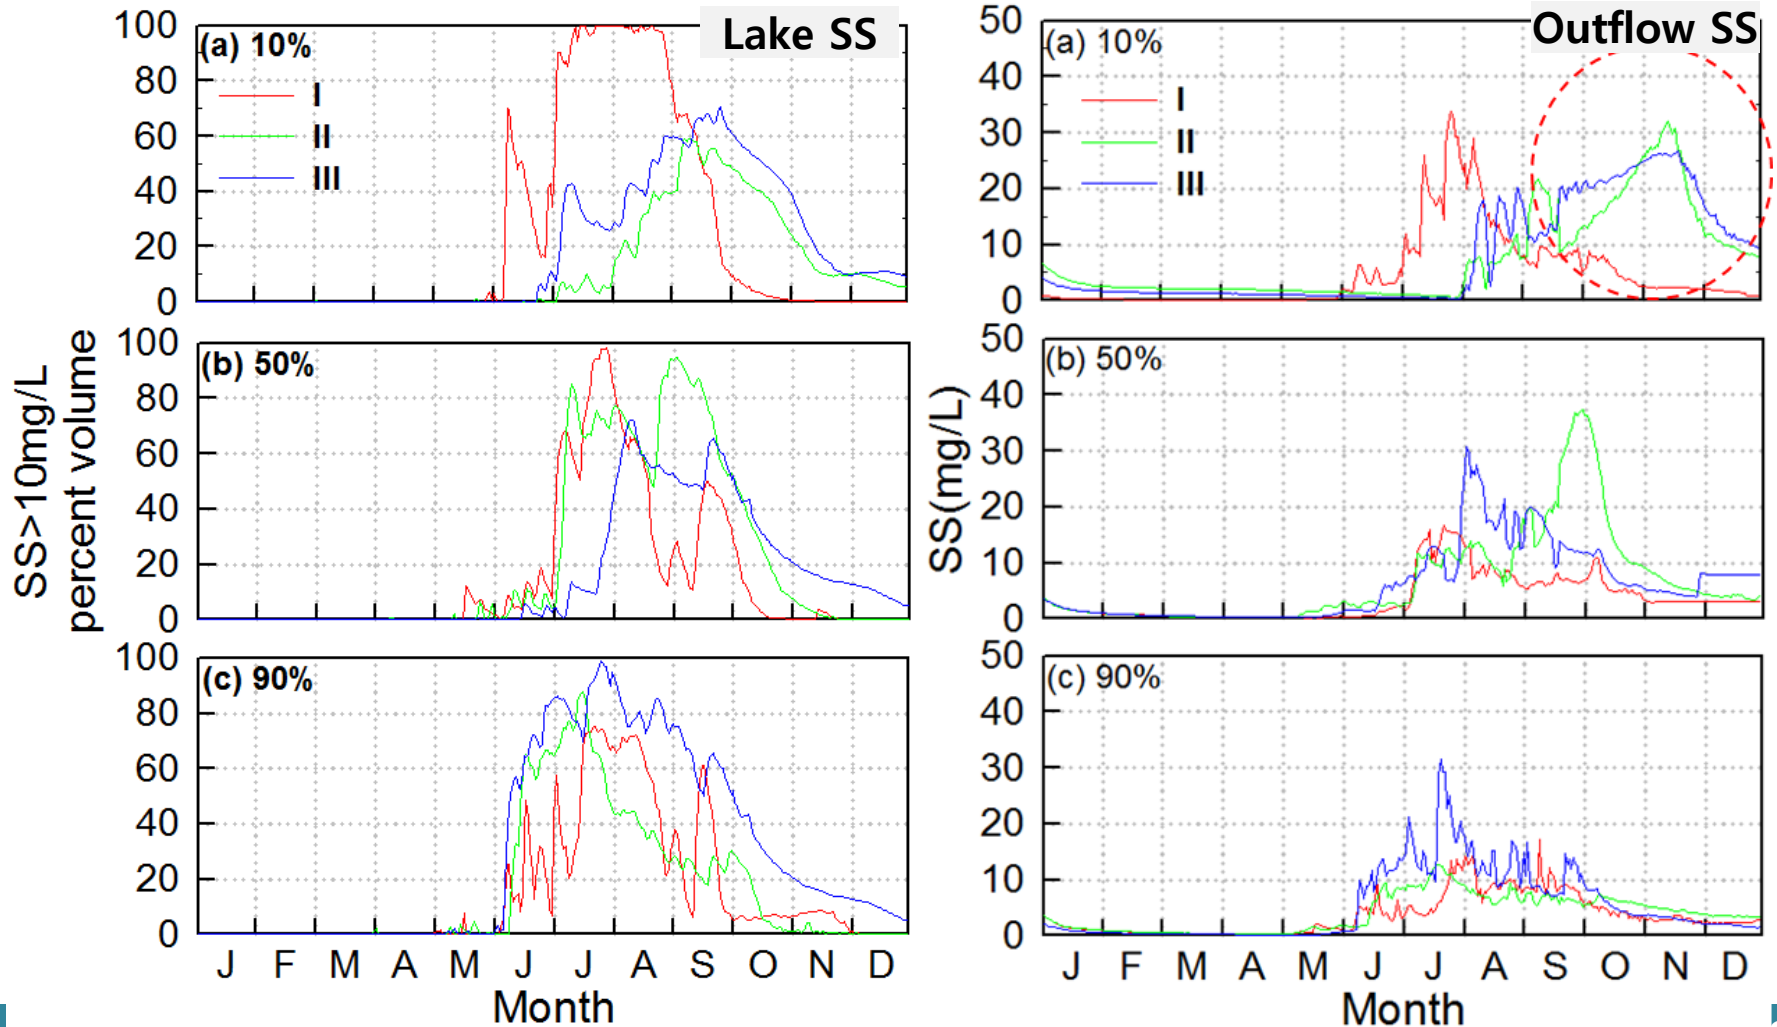 Lake SS
(a) 10%
I
II
III
100
80
60
40
20
0
(b) 50%
100
80
60
40
20
0
(c) 90%
100
80
60
40
20
0
SS>10mg/L
percent volume
J F M A M J J A S O N D
Month
Outflow SS
(a) 10%
I
II
III
50
40
30
20
10
0
(b) 50%
50
40
30
20
10
0
(c) 90%
50
40
30
20
10
0
SS(mg/L)
J F M A M J J A S O N D
Month